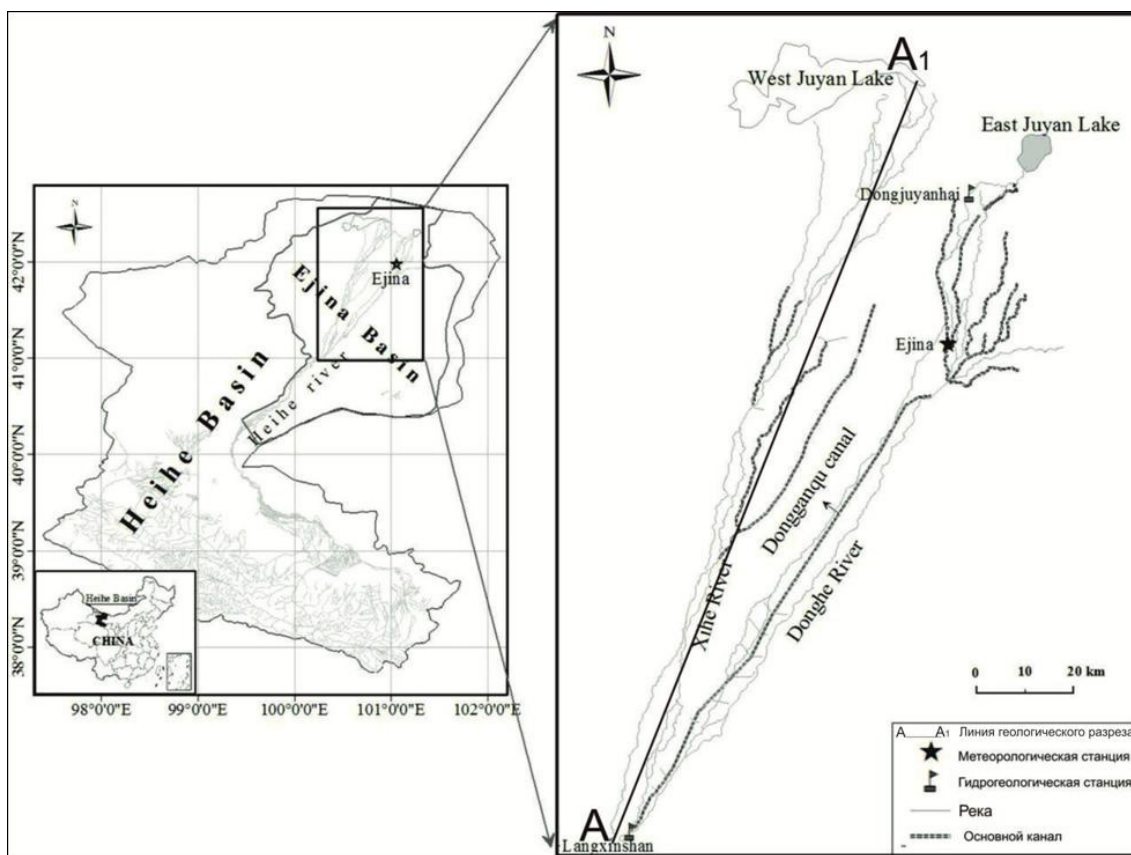 N
42°0'0"N
41°0'0"N
40°0'0"N
39°0'0"N
38°0'0"N
Ejina
Ejina Basin
Heihe river
Heihe Basin
Heihe Basin
CHINA
98°0'0"E
99°0'0"E
100°0'0"E
101°0'0"E
102°0'0"E
N
A1
West Juyan Lake
East Juyan Lake
Dongjuyanhai
Ejina
Dongganqu canal
Xihe River
Donghe River
0 10 20 km
A
Langxinshan
A A1 Линия геологического разреза
Метеорологическая станция
Гидрогеологическая станция
Река
Основной канал